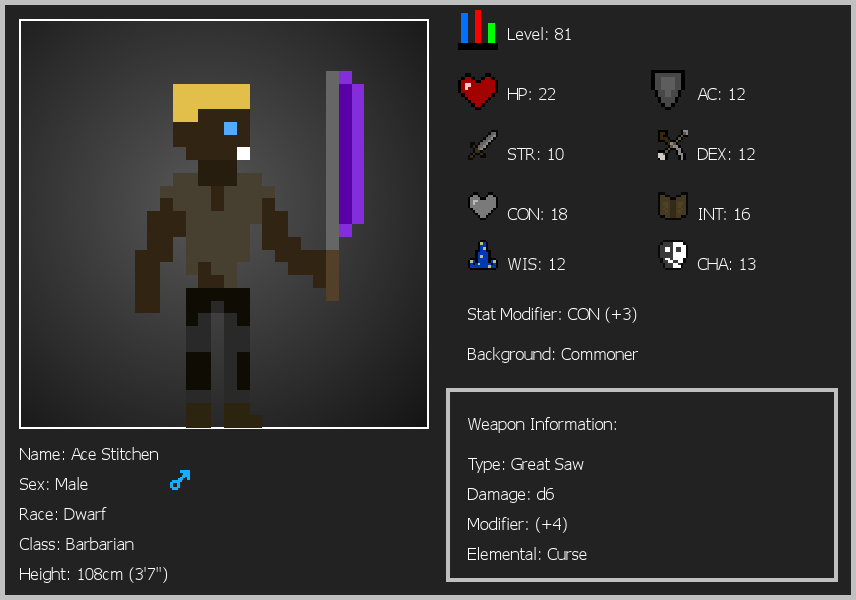 Level: 81
HP: 22
AC: 12
STR: 10
DEX: 12
CON: 18
INT: 16
WIS: 12
CHA: 13
Stat Modifier: CON (+3)
Background: Commoner
Weapon Information:
Type: Great Saw
Damage: d6
Modifier: (+4)
Elemental: Curse
Name: Ace Stitchen
Sex: Male
Race: Dwarf
Class: Barbarian
Height: 108cm (3'7")